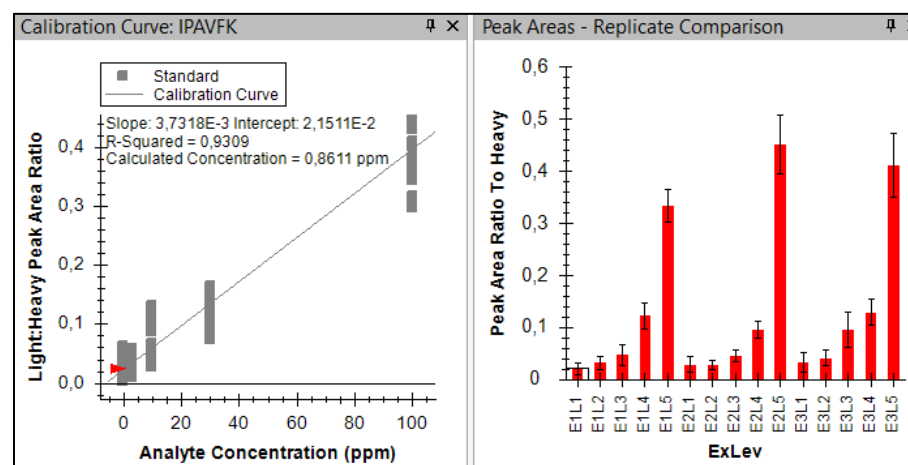 Calibration Curve: IPAVFK
Standard
Calibration Curve
Slope: 3,7318E-3 Intercept: 2,1511E-2
R-Squared = 0,9309
Calculated Concentration = 0,8611 ppm
Light:Heavy Peak Area Ratio
0,4
0,3
0,2
0,1
0,0
0 20 40 60 80 100
Analyte Concentration (ppm)
Peak Areas - Replicate Comparison
Peak Area Ratio To Heavy
0,6
0,5
0,4
0,3
0,2
0,1
0
E1L1 E1L2 E1L3 E1L4 E1L5 E2L1 E2L2 E2L3 E2L4 E2L5 E3L1 E3L2 E3L3 E3L4 E3L5
ExLev